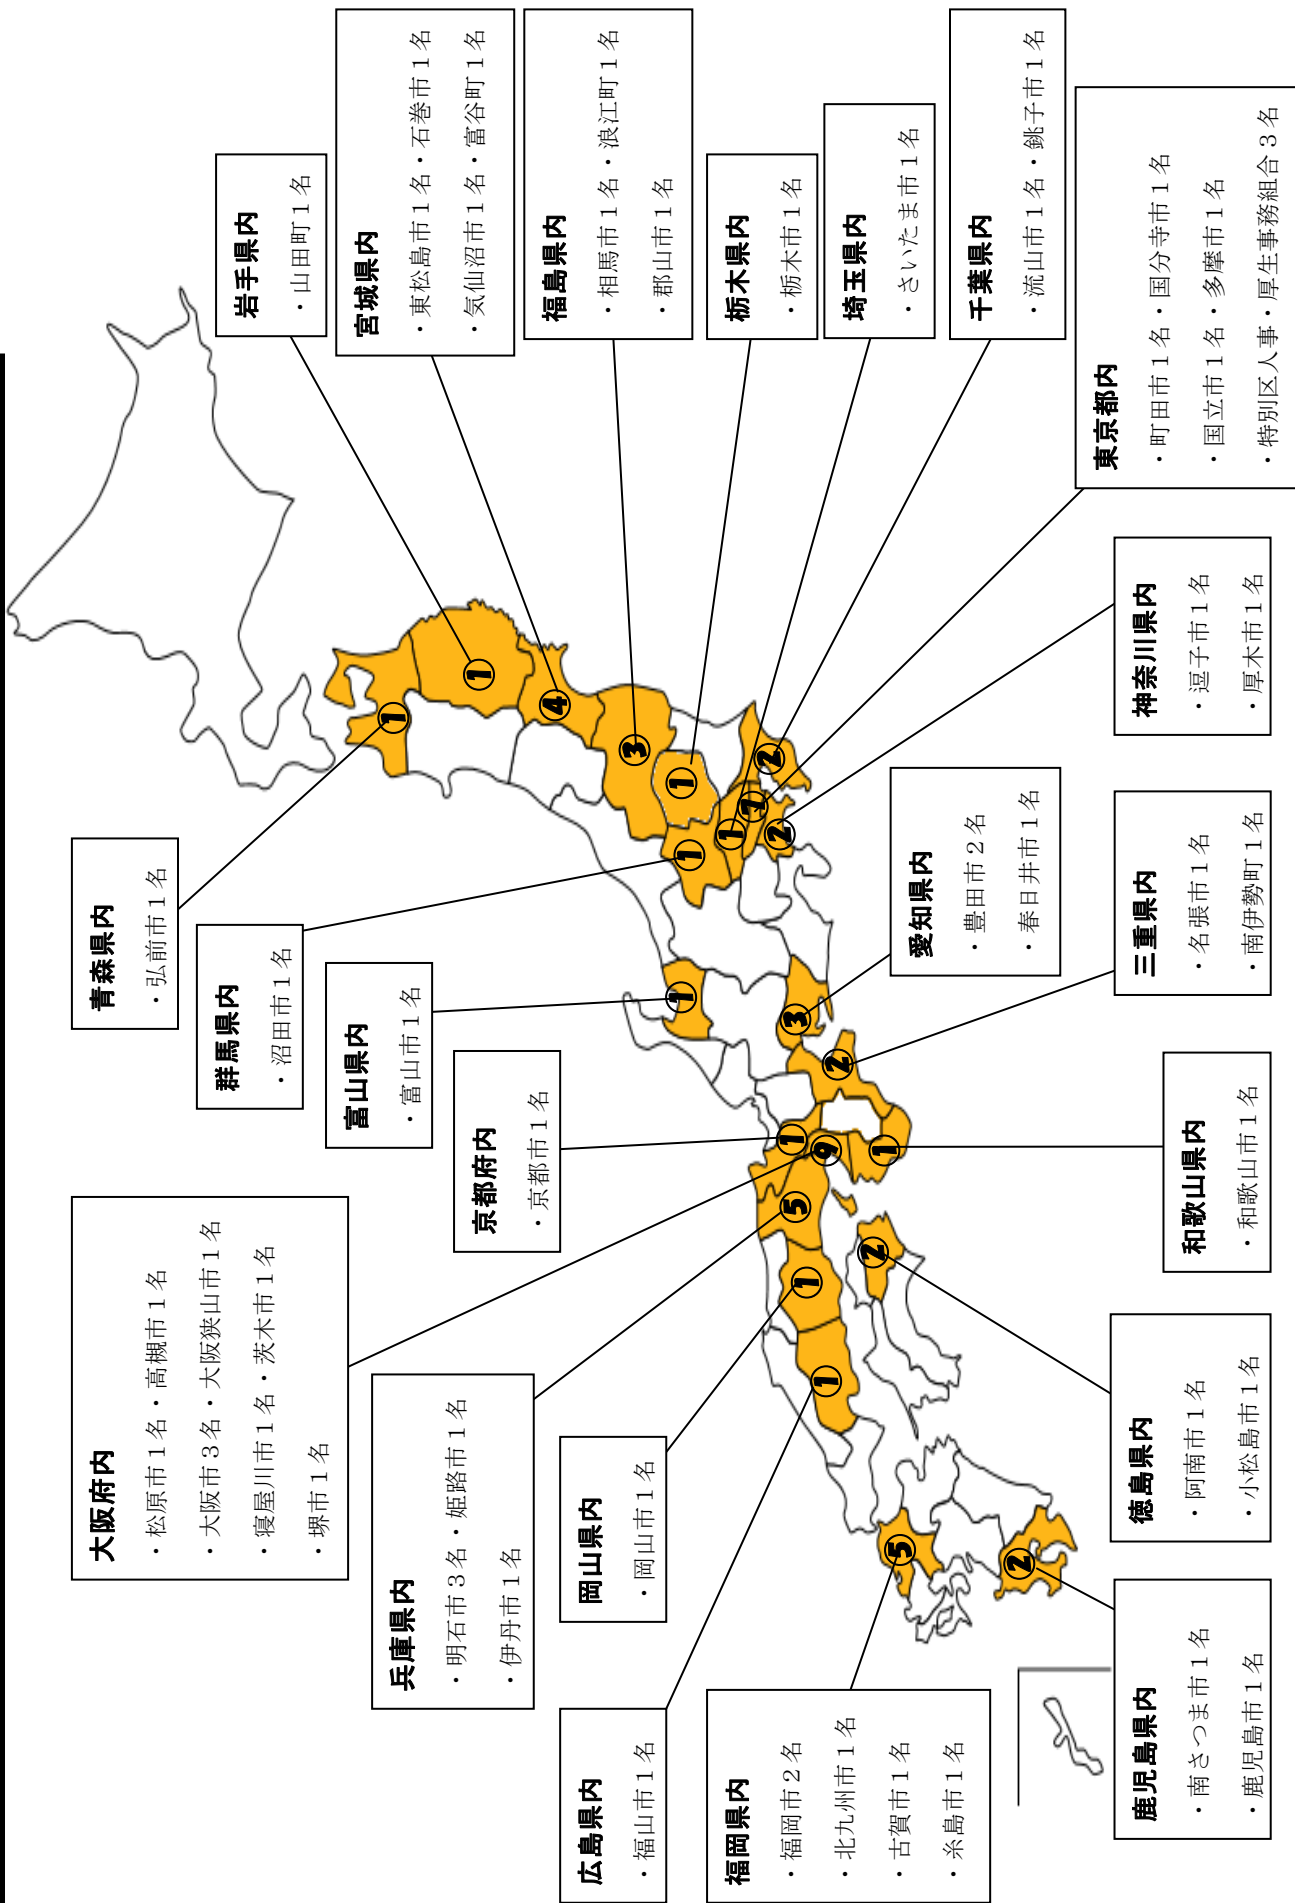 岩手県内
・山田町１名
宮城県内
・東松島市１名・石巻市１名
・気仙沼市１名・富谷町１名
福島県内
・相馬市１名・浪江町１名
・郡山市１名
栃木県内
・栃木市１名
埼玉県内
・さいたま市１名
千葉県内
・流山市１名・銚子市１名
東京都内
・町田市１名・国分寺市１名
・国立市１名・多摩市１名
・特別区人事・厚生事務組合３名
神奈川県内
・逗子市１名
・厚木市１名
青森県内
・弘前市１名
群馬県内
・沼田市１名
富山県内
・富山市１名
京都府内
・京都市１名
愛知県内
・豊田市２名
・春日井市１名
三重県内
・名張市１名
・南伊勢町１名
和歌山県内
・和歌山市１名
大阪府内
・松原市１名・高槻市１名
・大阪市３名・大阪狭山市１名
・寝屋川市１名・茨木市１名
・堺市１名
兵庫県内
・明石市３名・姫路市１名
・伊丹市１名
岡山県内
・岡山市１名
広島県内
・福山市１名
徳島県内
・阿南市１名
・小松島市１名
福岡県内
・福岡市２名
・北九州市１名
・古賀市１名
・糸島市１名
鹿児島県内
・南さつま市１名
・鹿児島市１名
1
1
4
3
1
1
1
2
7
2
1
3
2
1
9
1
5
1
1
2
5
2